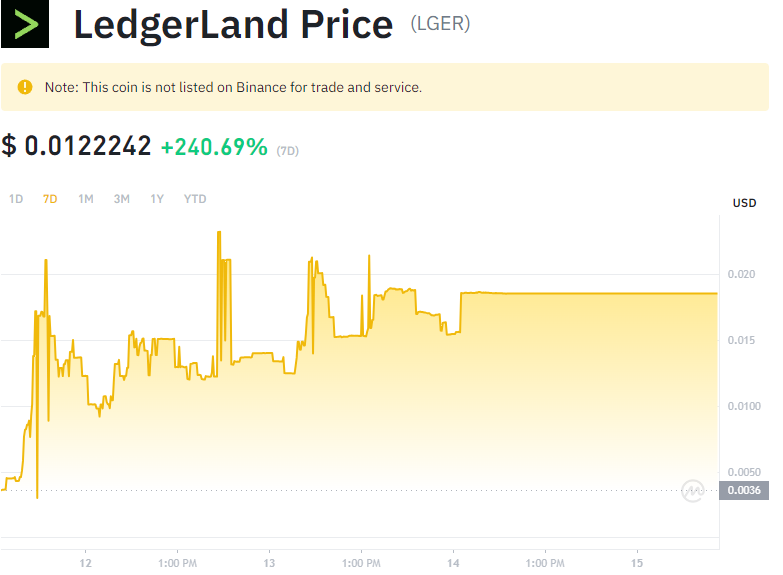 LedgerLand Price (LGER)
Note: This coin is not listed on Binance for trade and service.
$ 0.0122242 +240.69% (7D)
1D 7D 1M 3M 1Y YTD
USD
0.020
0.015
0.0100
0.0050
0.0036
12 1:00 PM 13 1:00 PM 14 1:00 PM 15